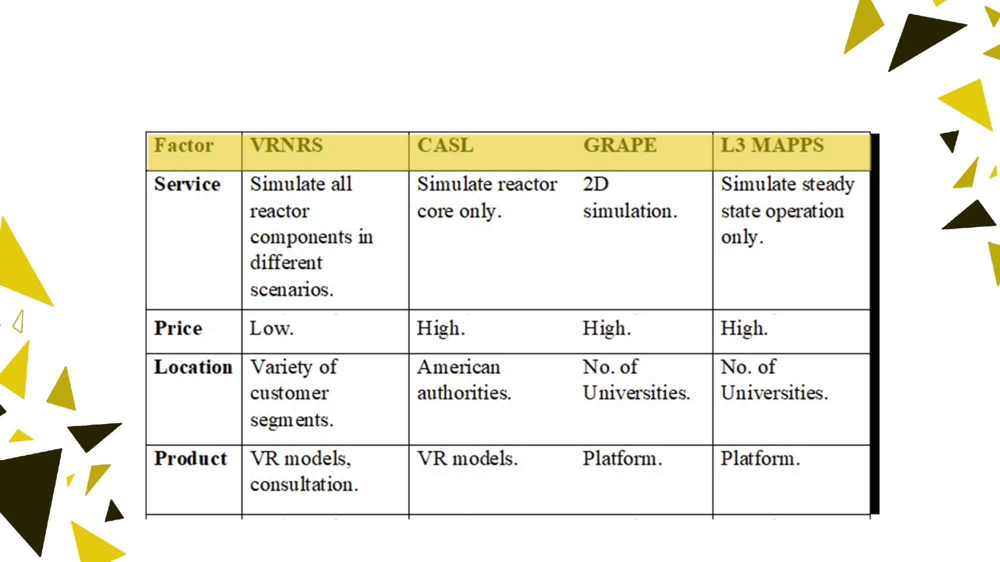 Factor VRNRS CASL GRAPE L3 MAPPS
Service Simulate all Simulate reactor 2D Simulate steady
reactor core only. simulation. state operation
components in only.
different
scenarios.
Price Low. High. High. High.
Location Variety of American No. of No. of
customer authorities. Universities. Universities.
segments.
Product VR models, VR models. Platform. Platform.
consultation.